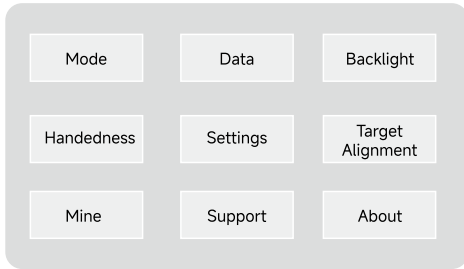 Mode
Data
Backlight
Handedness
Settings
Target
Alignment
Mine
Support
About